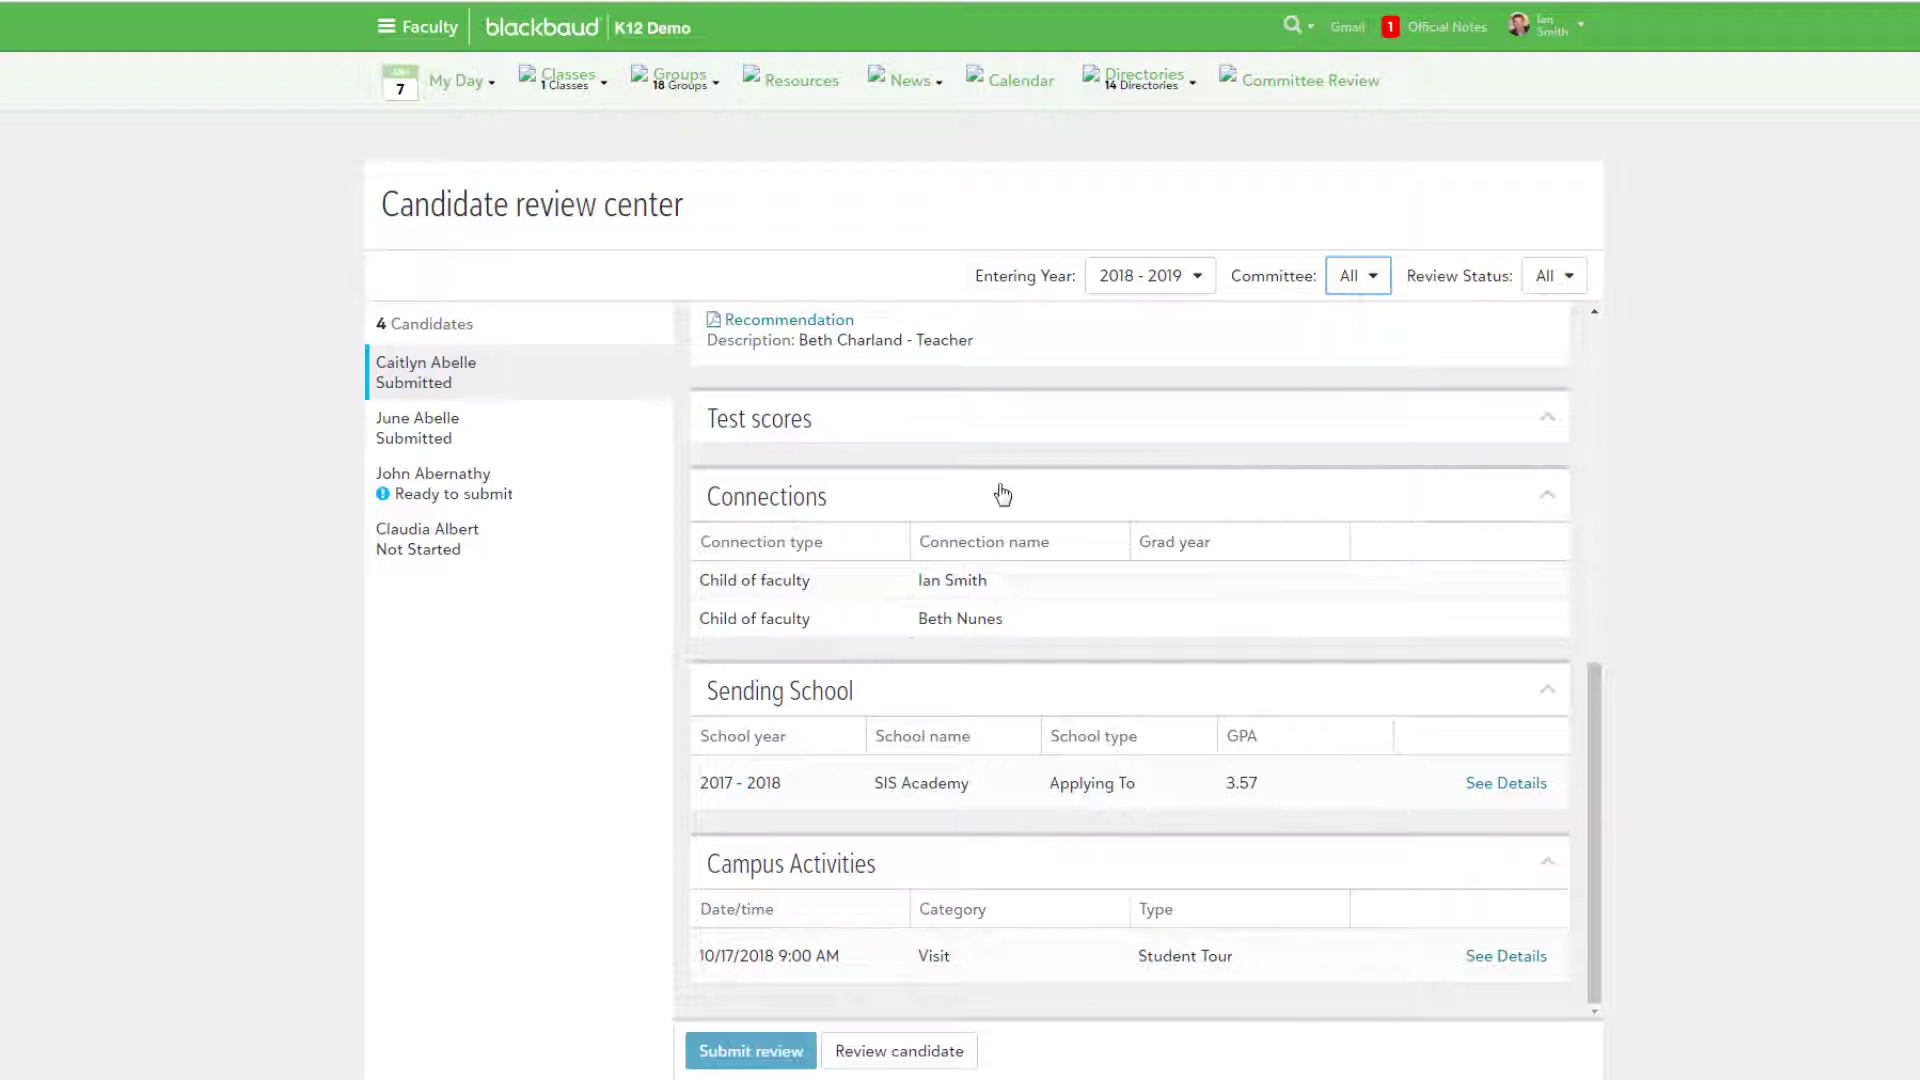 Faculty
blackbaud K12 Demo
Gmail
1 Official Notes
Ian
Smith
7
My Day
Classes
1 Classes
Groups
18 Groups
Resources
News
Calendar
Directories
14 Directories
Committee Review
Candidate review center
Entering Year: 2018 - 2019 Committee: All Review Status: All
4 Candidates
Caitlyn Abelle
Submitted
June Abelle
Submitted
John Abernathy
Ready to submit
Claudia Albert
Not Started
Recommendation
Description: Beth Charland - Teacher
Test scores
Connections
Connection type Connection name Grad year
Child of faculty Ian Smith
Child of faculty Beth Nunes
Sending School
School year School name School type GPA
2017 - 2018 SIS Academy Applying To 3.57 See Details
Campus Activities
Date/time Category Type
10/17/2018 9:00 AM Visit Student Tour See Details
Submit review Review candidate